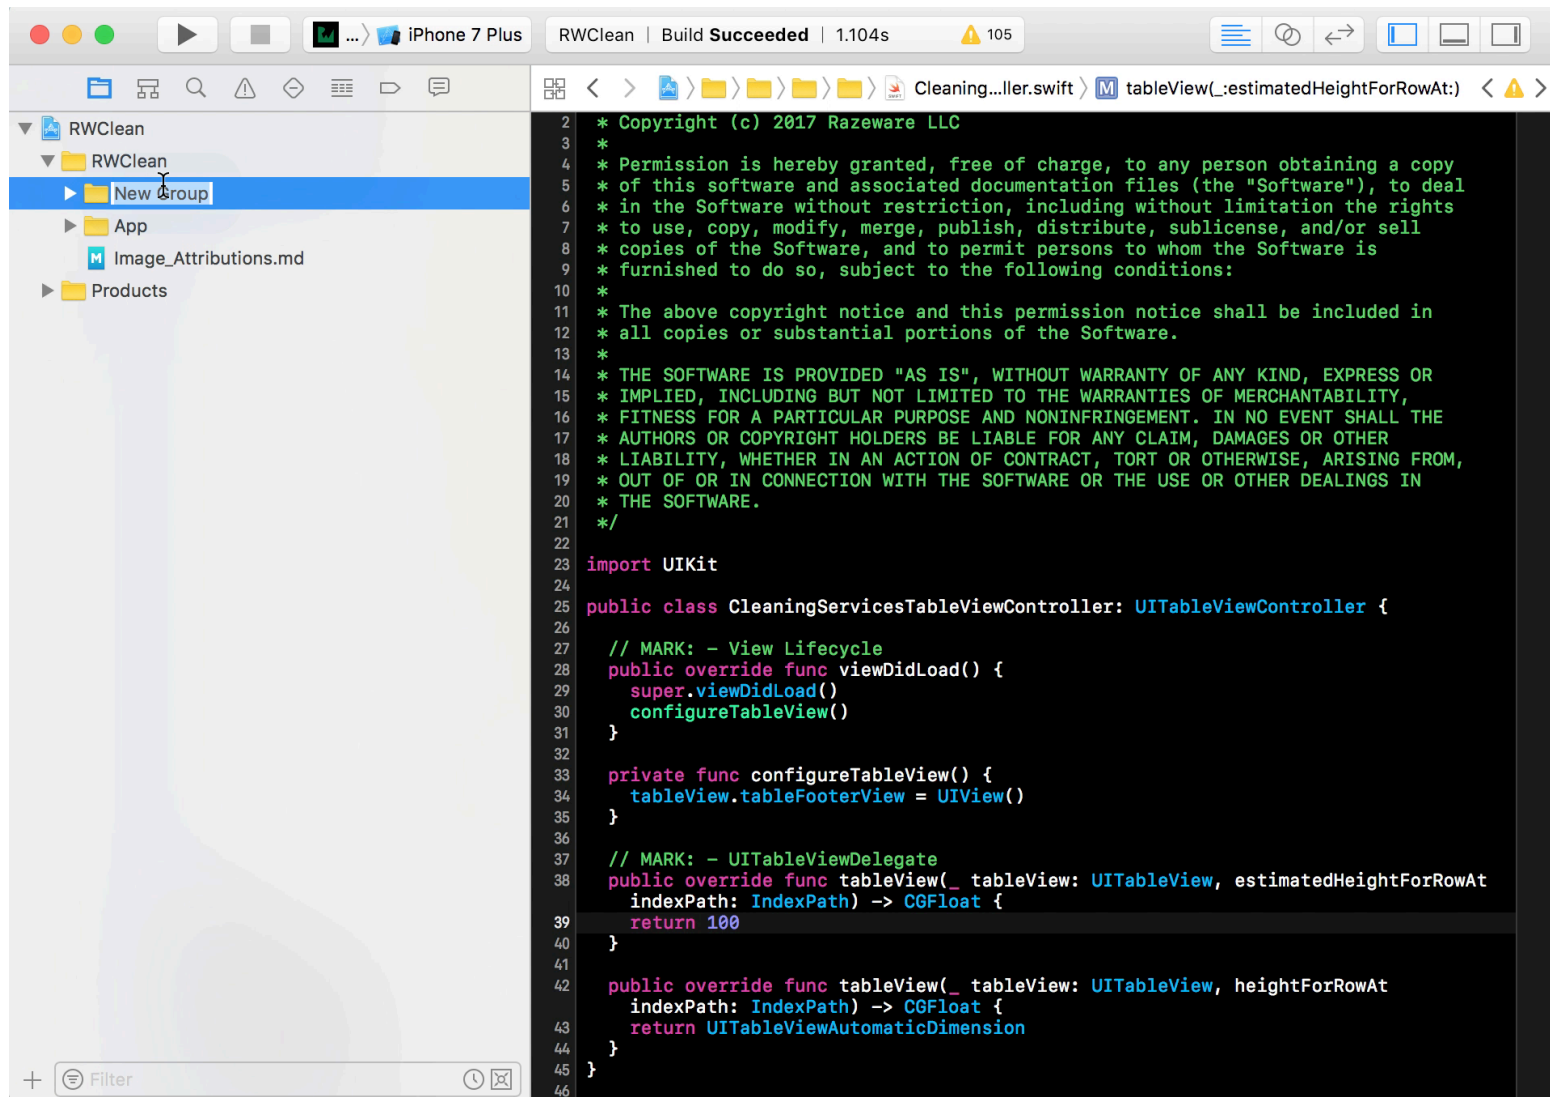 ... iPhone 7 Plus
RWClean | Build Succeeded | 1.104s
105
Cleaning...ller.swift
M tableView(_:estimatedHeightForRowAt:)
RWClean
RWClean
New Group
App
M Image_Attributions.md
Products
Filter
2 * Copyright (c) 2017 Razeware LLC
3 *
4 * Permission is hereby granted, free of charge, to any person obtaining a copy
5 * of this software and associated documentation files (the "Software"), to deal
6 * in the Software without restriction, including without limitation the rights
7 * to use, copy, modify, merge, publish, distribute, sublicense, and/or sell
8 * copies of the Software, and to permit persons to whom the Software is
9 * furnished to do so, subject to the following conditions:
10 *
11 * The above copyright notice and this permission notice shall be included in
12 * all copies or substantial portions of the Software.
13 *
14 * THE SOFTWARE IS PROVIDED "AS IS", WITHOUT WARRANTY OF ANY KIND, EXPRESS OR
15 * IMPLIED, INCLUDING BUT NOT LIMITED TO THE WARRANTIES OF MERCHANTABILITY,
16 * FITNESS FOR A PARTICULAR PURPOSE AND NONINFRINGEMENT. IN NO EVENT SHALL THE
17 * AUTHORS OR COPYRIGHT HOLDERS BE LIABLE FOR ANY CLAIM, DAMAGES OR OTHER
18 * LIABILITY, WHETHER IN AN ACTION OF CONTRACT, TORT OR OTHERWISE, ARISING FROM,
19 * OUT OF OR IN CONNECTION WITH THE SOFTWARE OR THE USE OR OTHER DEALINGS IN
20 * THE SOFTWARE.
21 */
22
23 import UIKit
24
25 public class CleaningServicesTableViewController: UITableViewController {
26
27 // MARK: - View Lifecycle
28 public override func viewDidLoad() {
29 super.viewDidLoad()
30 configureTableView()
31 }
32
33 private func configureTableView() {
34 tableView.tableFooterView = UIView()
35 }
36
37 // MARK: - UITableViewDelegate
38 public override func tableView(_ tableView: UITableView, estimatedHeightForRowAt
indexPath: IndexPath) -> CGFloat {
39 return 100
40 }
41
42 public override func tableView(_ tableView: UITableView, heightForRowAt
indexPath: IndexPath) -> CGFloat {
43 return UITableViewAutomaticDimension
44 }
45 }
46